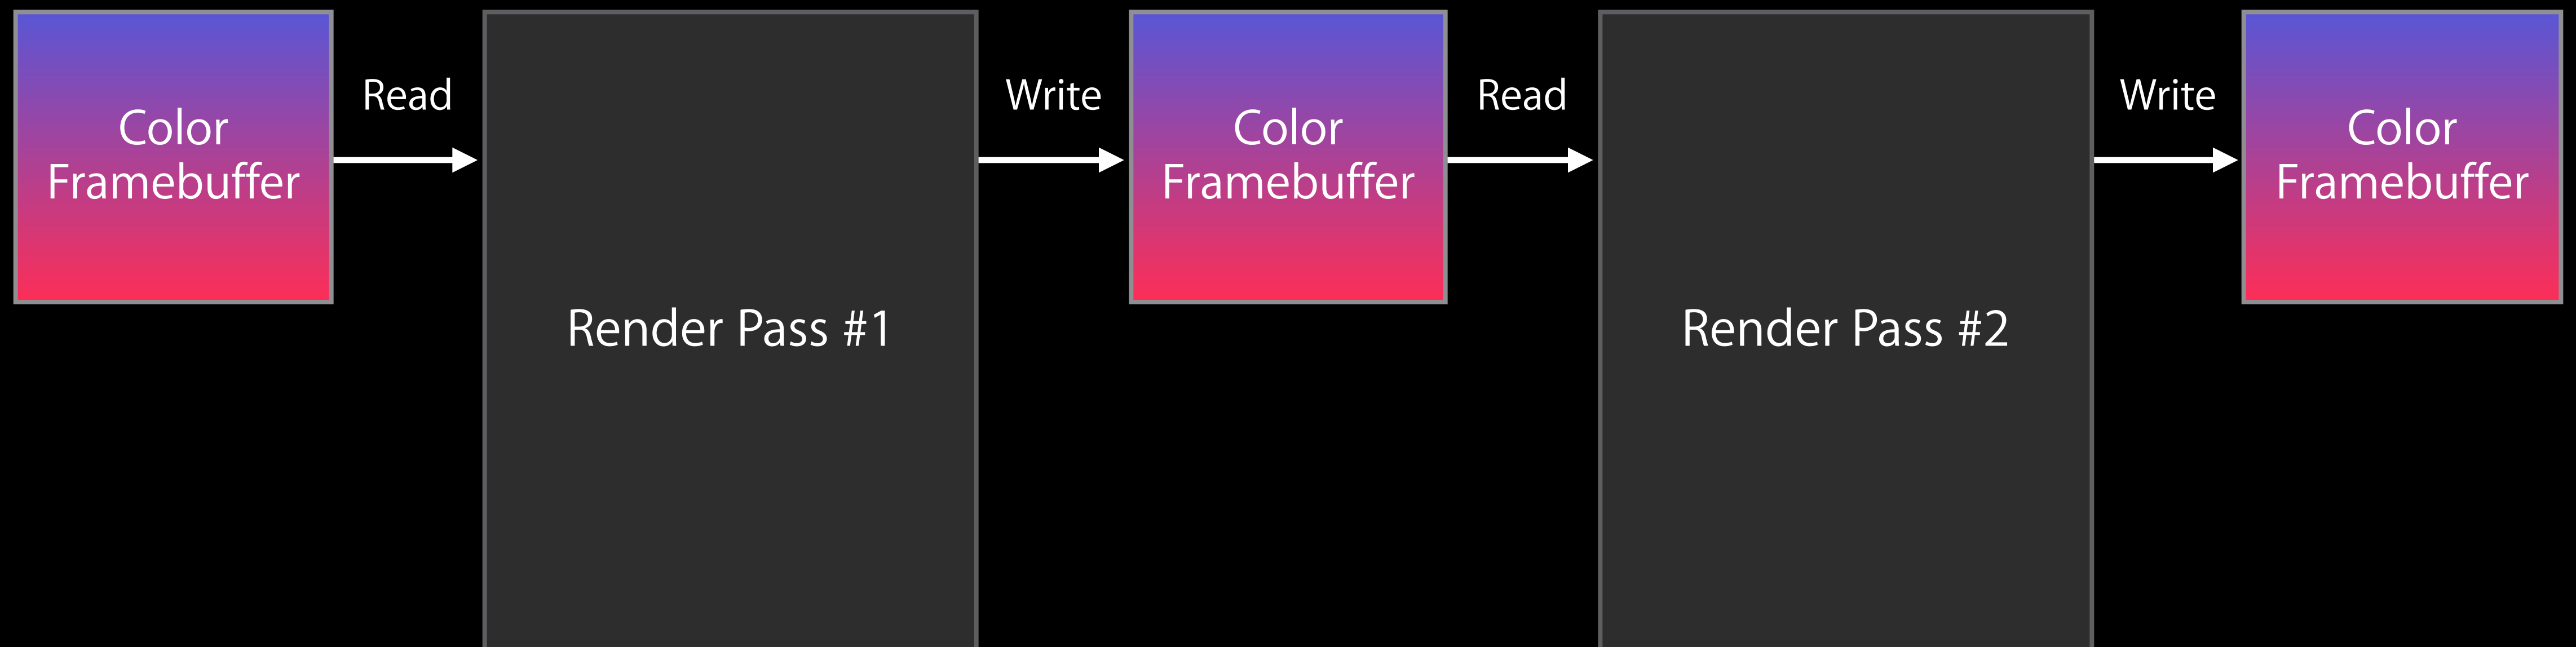 Color
Framebuffer
Read
Render Pass #1
Write
Color
Framebuffer
Read
Render Pass #2
Write
Color
Framebuffer